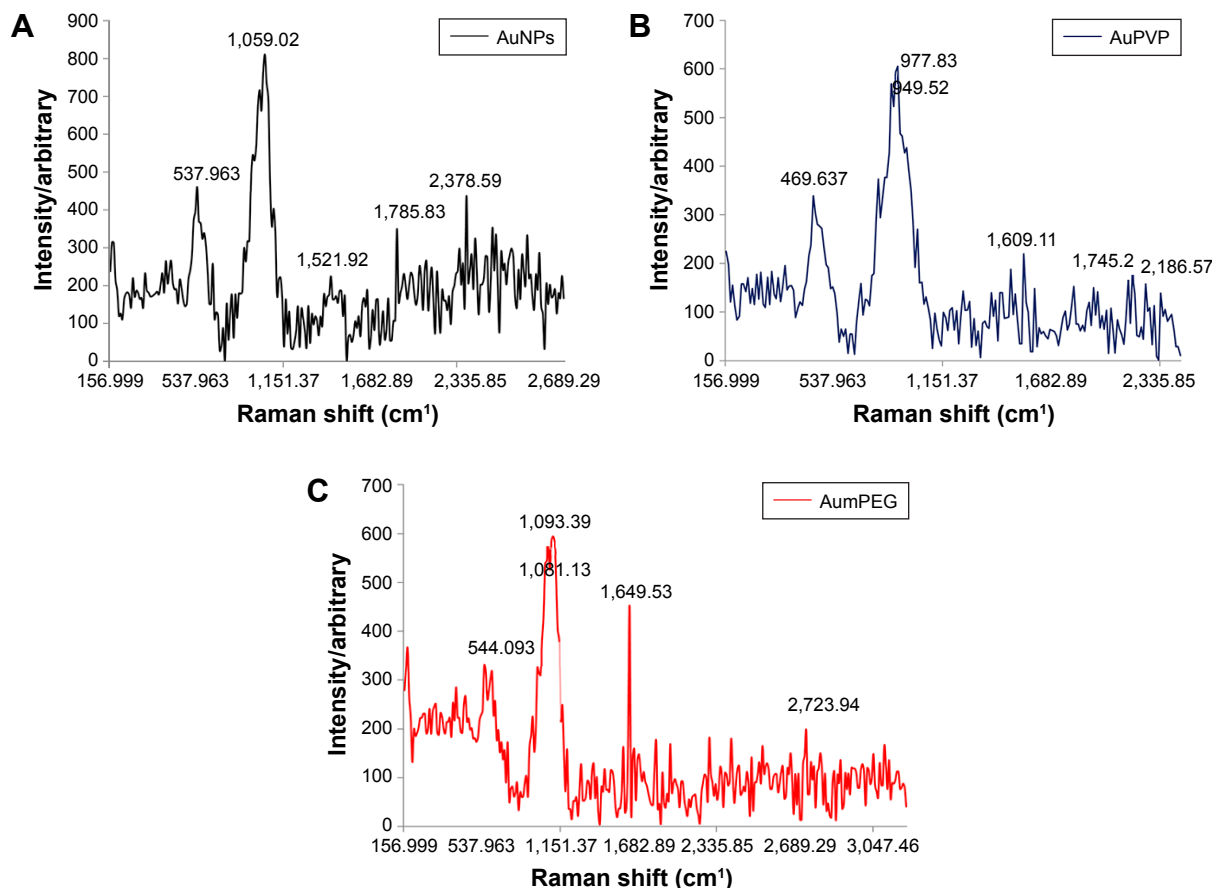 A
AuNPs
Intensity/arbitrary
900
800
700
600
500
400
300
200
100
0
1,059.02
537.963
2,378.59
1,785.83
1,521.92
156.999 537.963 1,151.37 1,682.89 2,335.85 2,689.29
Raman shift (cm¹)
B
AuPVP
Intensity/arbitrary
700
600
500
400
300
200
100
0
977.83
949.52
469.637
1,609.11
1,745.2
2,186.57
156.999 537.963 1,151.37 1,682.89 2,335.85
Raman shift (cm¹)
C
AumPEG
Intensity/arbitrary
700
600
500
400
300
200
100
0
1,093.39
1,081.13
1,649.53
544.093
2,723.94
156.999 537.963 1,151.37 1,682.89 2,335.85 2,689.29 3,047.46
Raman shift (cm¹)